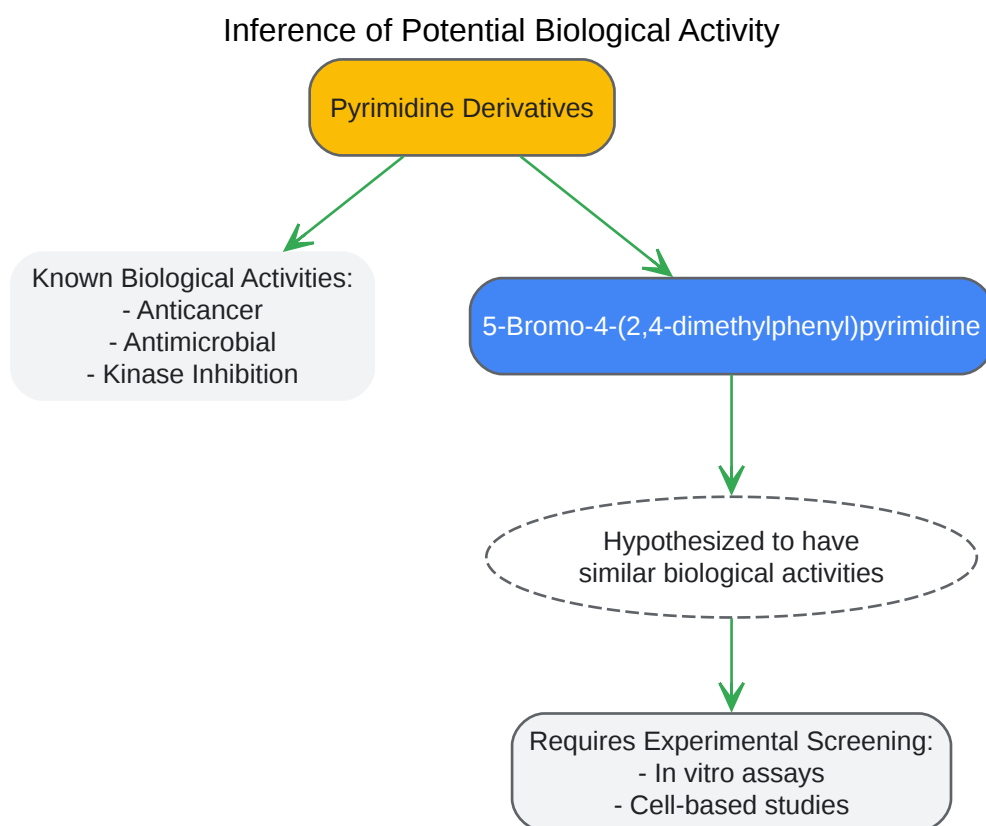 Inference of Potential Biological Activity
Pyrimidine Derivatives
Known Biological Activities:
- Anticancer
- Antimicrobial
- Kinase Inhibition
5-Bromo-4-(2,4-dimethylphenyl)pyrimidine
Hypothesized to have
similar biological activities
Requires Experimental Screening:
- In vitro assays
- Cell-based studies